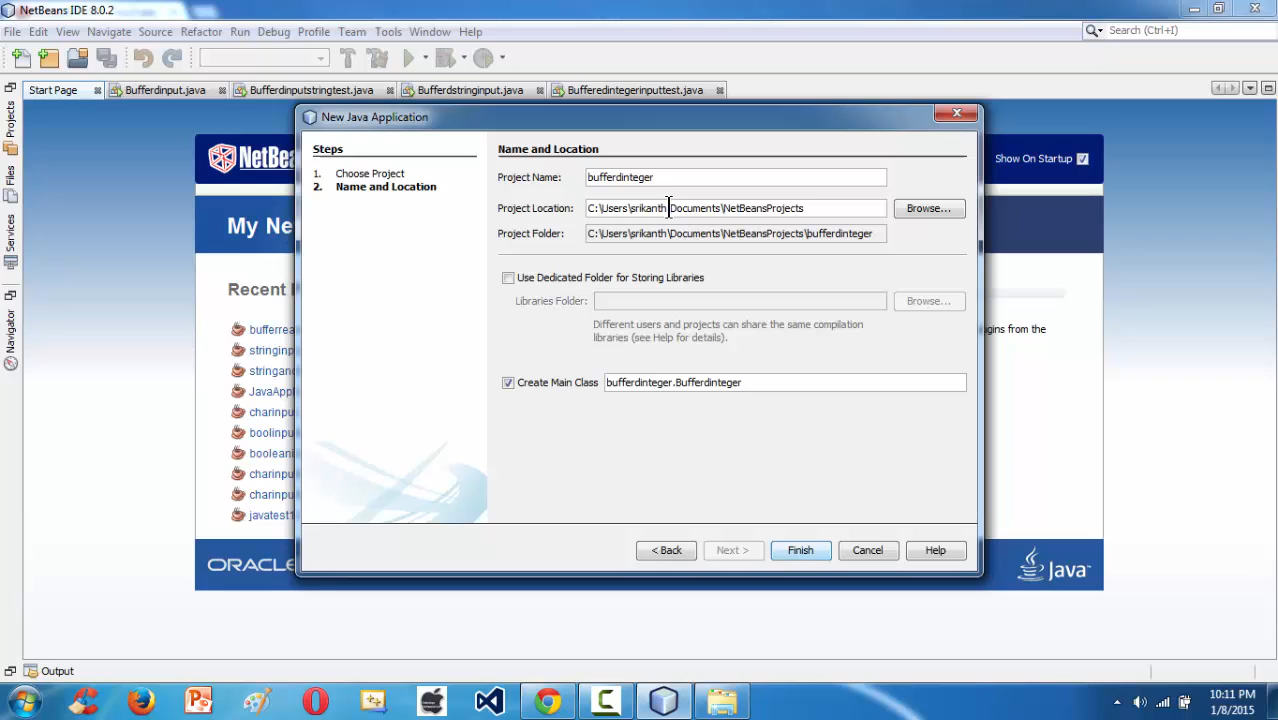 NetBeans IDE 8.0.2
File Edit View Navigate Source Refactor Run Debug Profile Team Tools Window Help
Search (Ctrl+I)
Start Page Bufferdinput.java Bufferdinputstringtest.java Bufferdstringinput.java Bufferedintegerinputtest.java
Projects
Files
Services
Navigator
NetBe
Show On Startup
My Ne
Recent
bufferrea
stringinp
stringan
JavaAppl
charinpu
boolinpu
booleani
charinpu
charinpu
javatest1
ugins from the
ORACLE
Java
New Java Application
Steps
1. Choose Project
2. Name and Location
Name and Location
Project Name: bufferdinteger
Project Location: C:\Users\srikanth\Documents\NetBeansProjects Browse...
Project Folder: C:\Users\srikanth\Documents\NetBeansProjects\bufferdinteger
Use Dedicated Folder for Storing Libraries
Libraries Folder: Browse...
Different users and projects can share the same compilation
libraries (see Help for details).
Create Main Class bufferdinteger.Bufferdinteger
< Back Next > Finish Cancel Help
Output
10:11 PM
1/8/2015